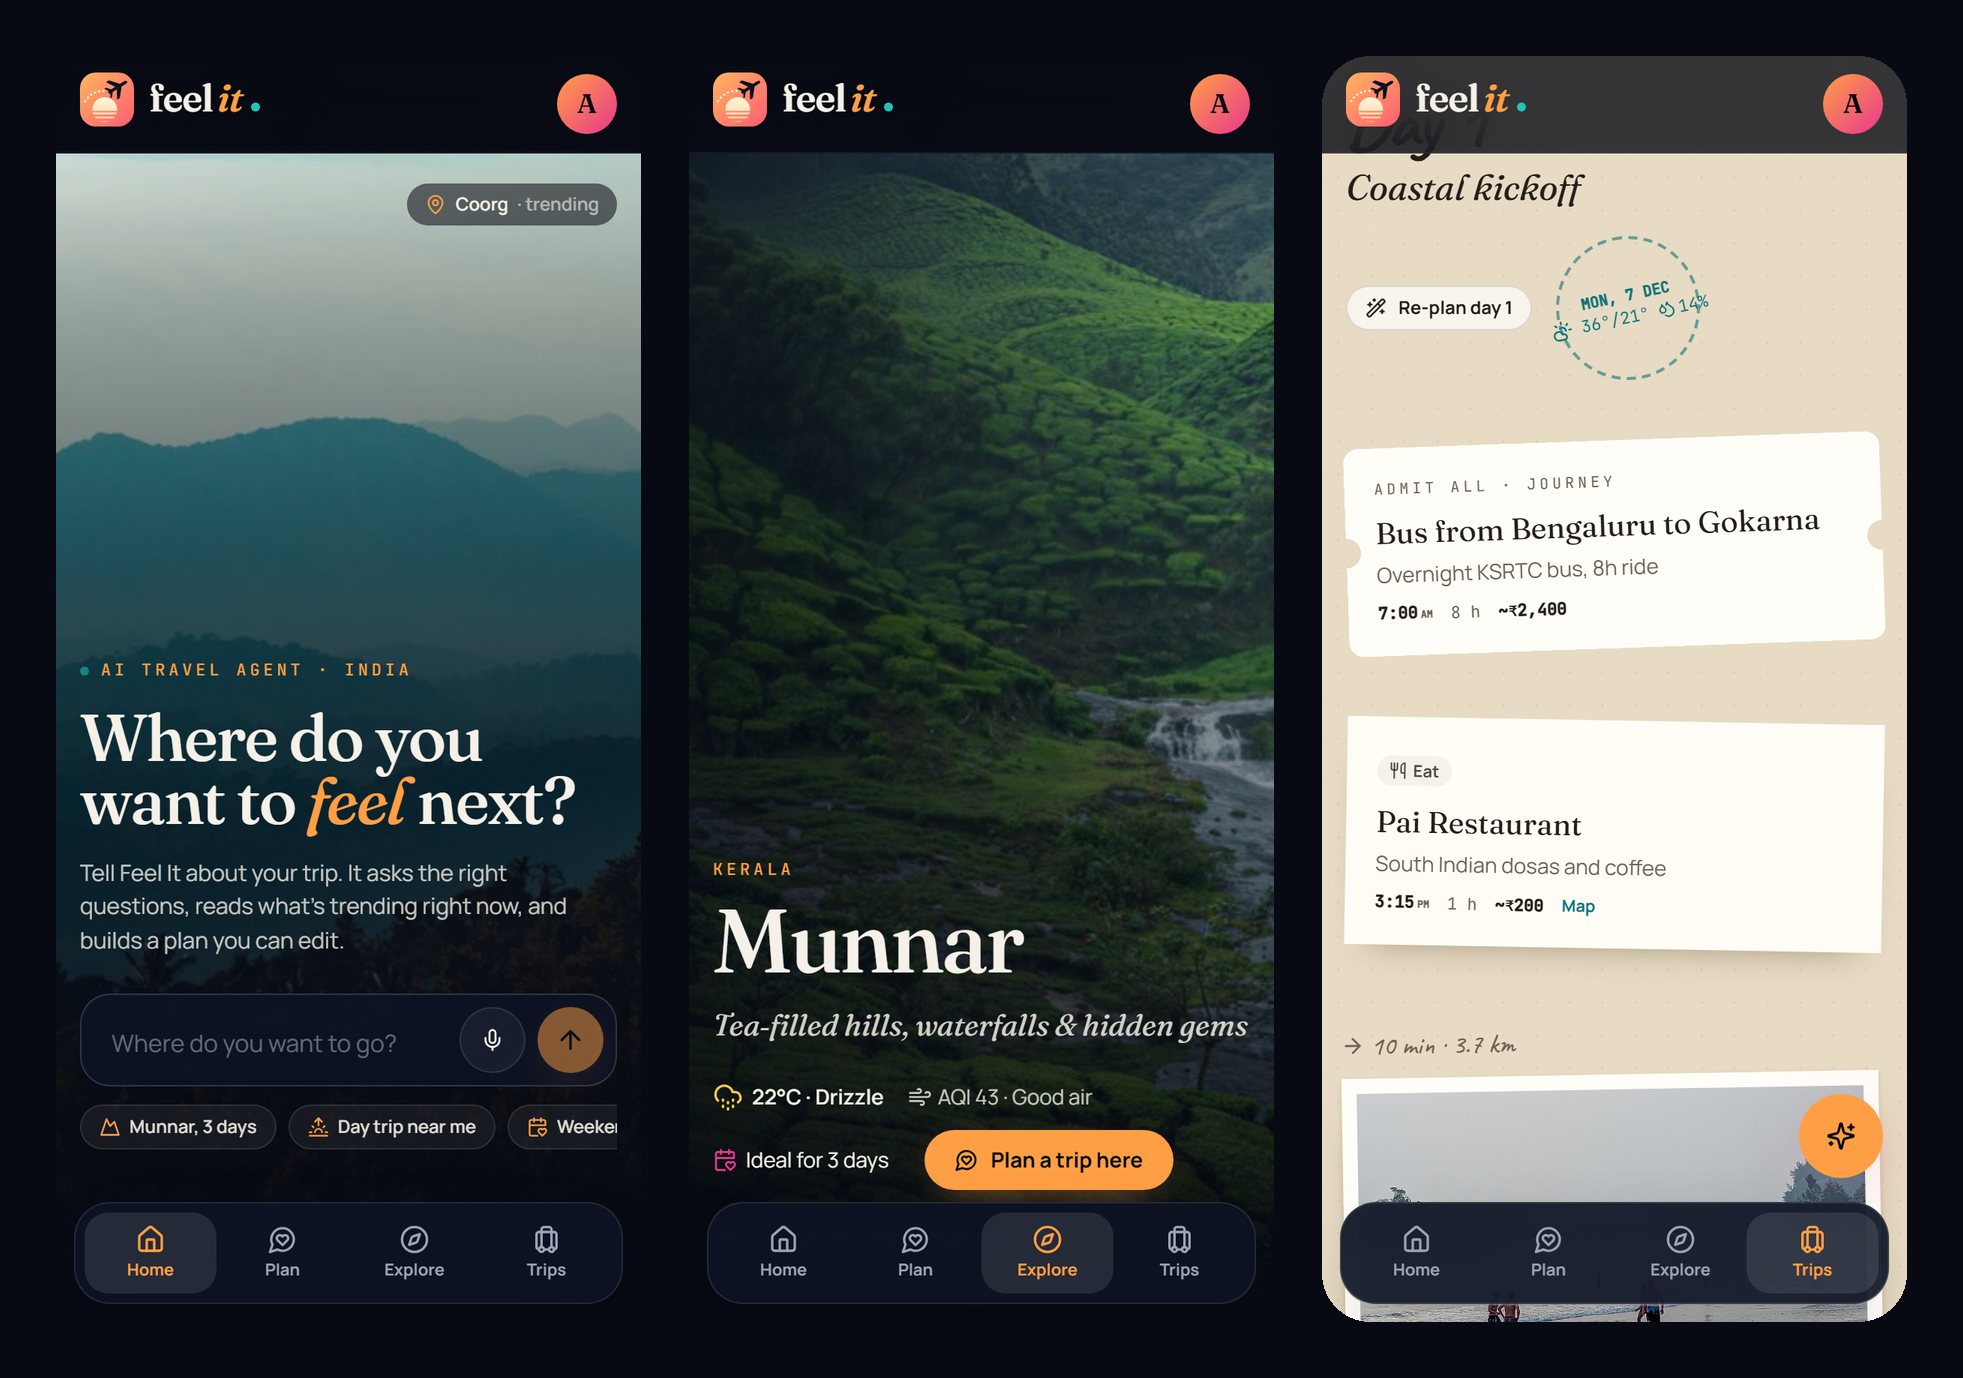 feel it.
A
Coorg · trending
AI TRAVEL AGENT · INDIA
Where do you
want to feel next?
Tell Feel It about your trip. It asks the right
questions, reads what's trending right now, and
builds a plan you can edit.
Where do you want to go?
Munnar, 3 days
Day trip near me
Weeke
Home
Plan
Explore
Trips
feel it.
A
KERALA
Munnar
Tea-filled hills, waterfalls & hidden gems
22°C · Drizzle
AQI 43 · Good air
Ideal for 3 days
Plan a trip here
Home
Plan
Explore
Trips
feel it.
A
Day 1
Coastal kickoff
Re-plan day 1
MON, 7 DEC
36°/21° 14%
ADMIT ALL · JOURNEY
Bus from Bengaluru to Gokarna
Overnight KSRTC bus, 8h ride
7:00 AM 8 h ~₹2,400
Eat
Pai Restaurant
South Indian dosas and coffee
3:15 PM 1 h ~₹200 Map
→ 10 min · 3.7 km
Home
Plan
Explore
Trips